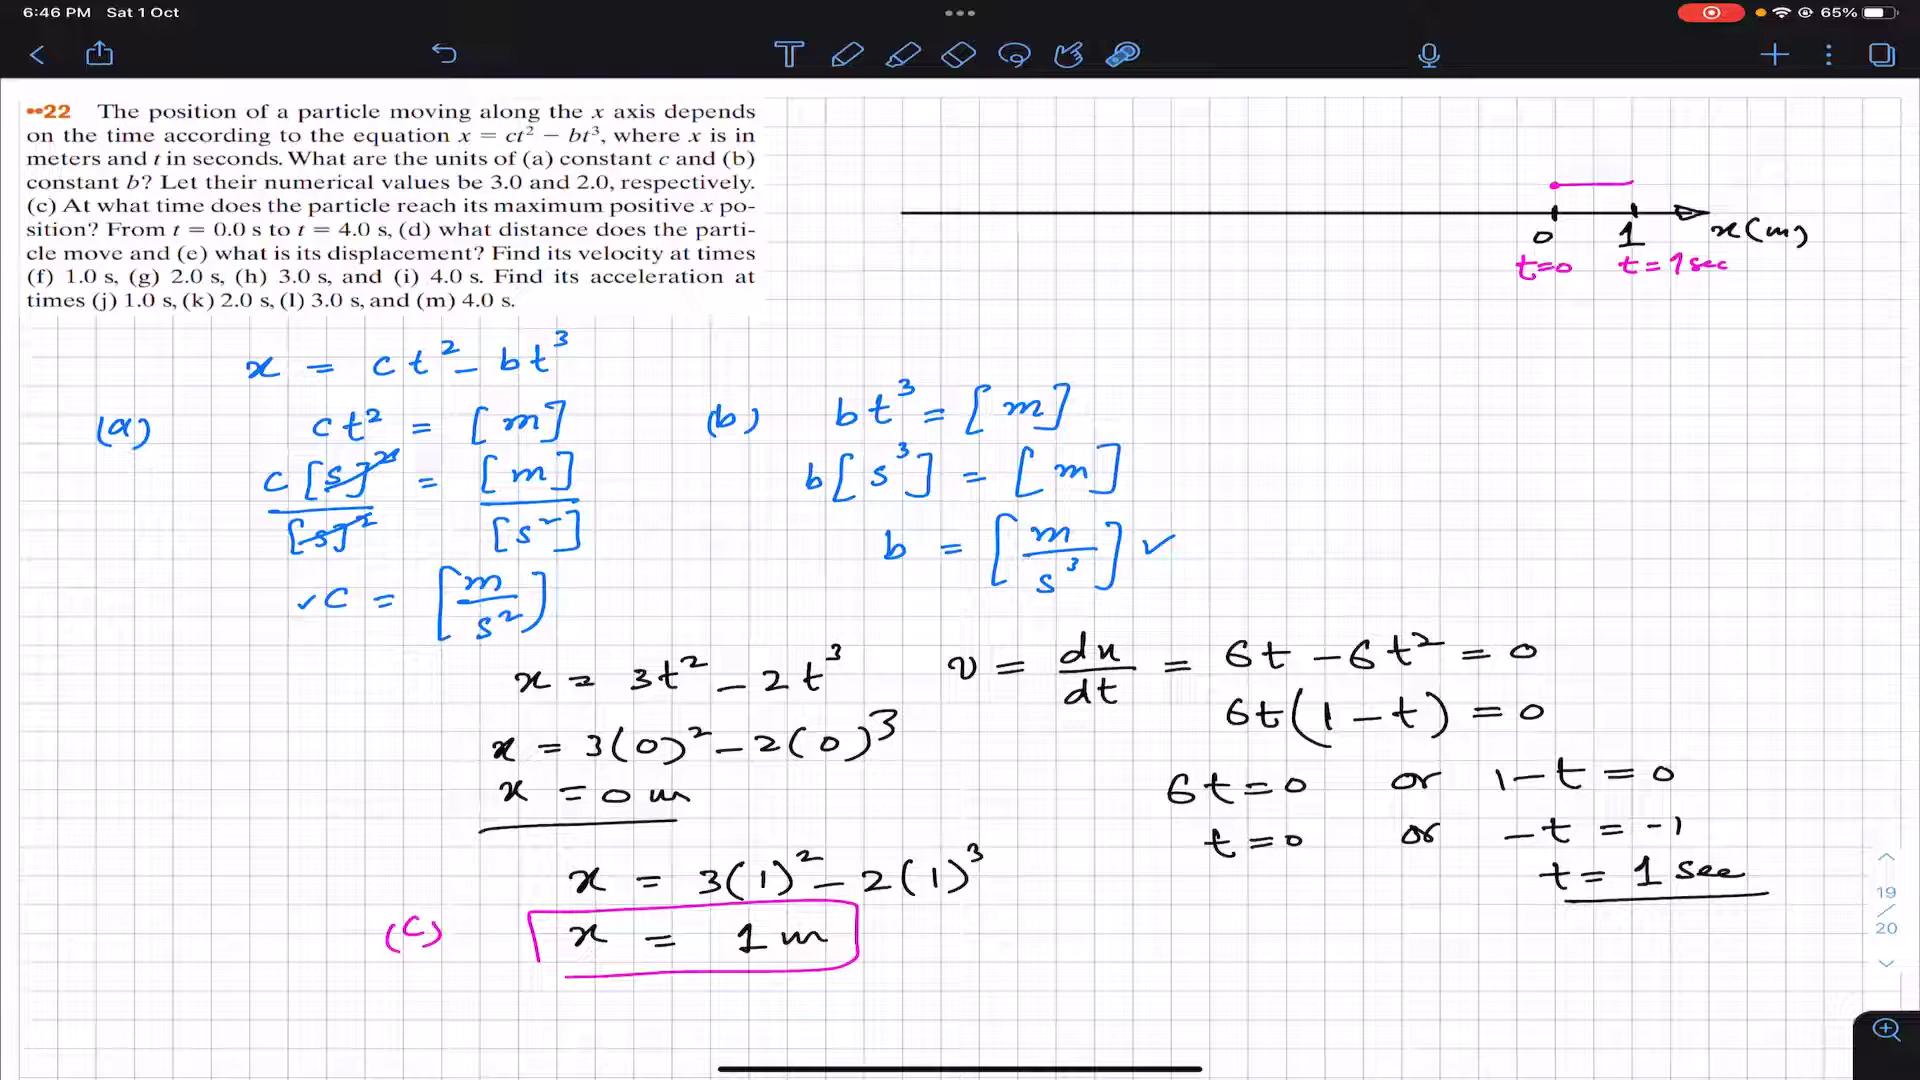 6:46 PM Sat 1 Oct
65%
••22 The position of a particle moving along the x axis depends
on the time according to the equation x = ct² − bt³, where x is in
meters and t in seconds. What are the units of (a) constant c and (b)
constant b? Let their numerical values be 3.0 and 2.0, respectively.
(c) At what time does the particle reach its maximum positive x po-
sition? From t = 0.0 s to t = 4.0 s, (d) what distance does the parti-
cle move and (e) what is its displacement? Find its velocity at times
(f) 1.0 s, (g) 2.0 s, (h) 3.0 s, and (i) 4.0 s. Find its acceleration at
times (j) 1.0 s, (k) 2.0 s, (l) 3.0 s, and (m) 4.0 s.
0 1 x(m)
t=0 t=1sec
x = ct² − bt³
(a) ct² = [m]
c[s]²/[s]² = [m]/[s²]
✓ c = [m/s²]
(b) bt³ = [m]
b[s³] = [m]
b = [m/s³] ✓
x = 3t² − 2t³
x = 3(0)² − 2(0)³
x = 0 m
x = 3(1)² − 2(1)³
(c) x = 1 m
v = dx/dt = 6t − 6t² = 0
6t(1 − t) = 0
6t = 0 or 1 − t = 0
t = 0 or −t = −1
t = 1 sec
19
/
20